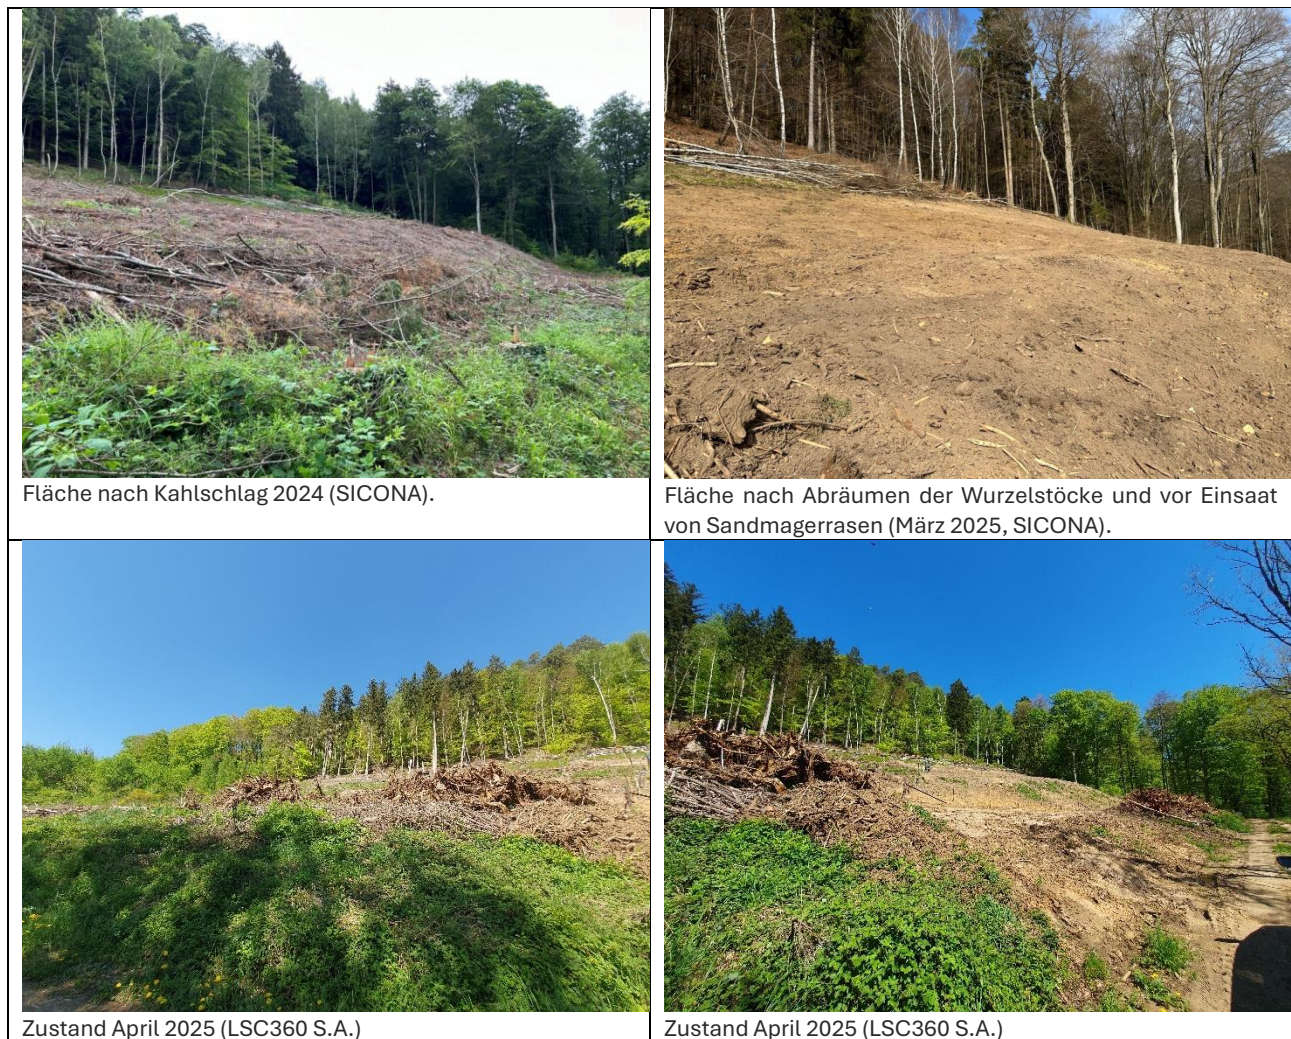 Fläche nach Kahlschlag 2024 (SICONA).
Fläche nach Abräumen der Wurzelstöcke und vor Einsaat
von Sandmagerrasen (März 2025, SICONA).
Zustand April 2025 (LSC360 S.A.)
Zustand April 2025 (LSC360 S.A.)